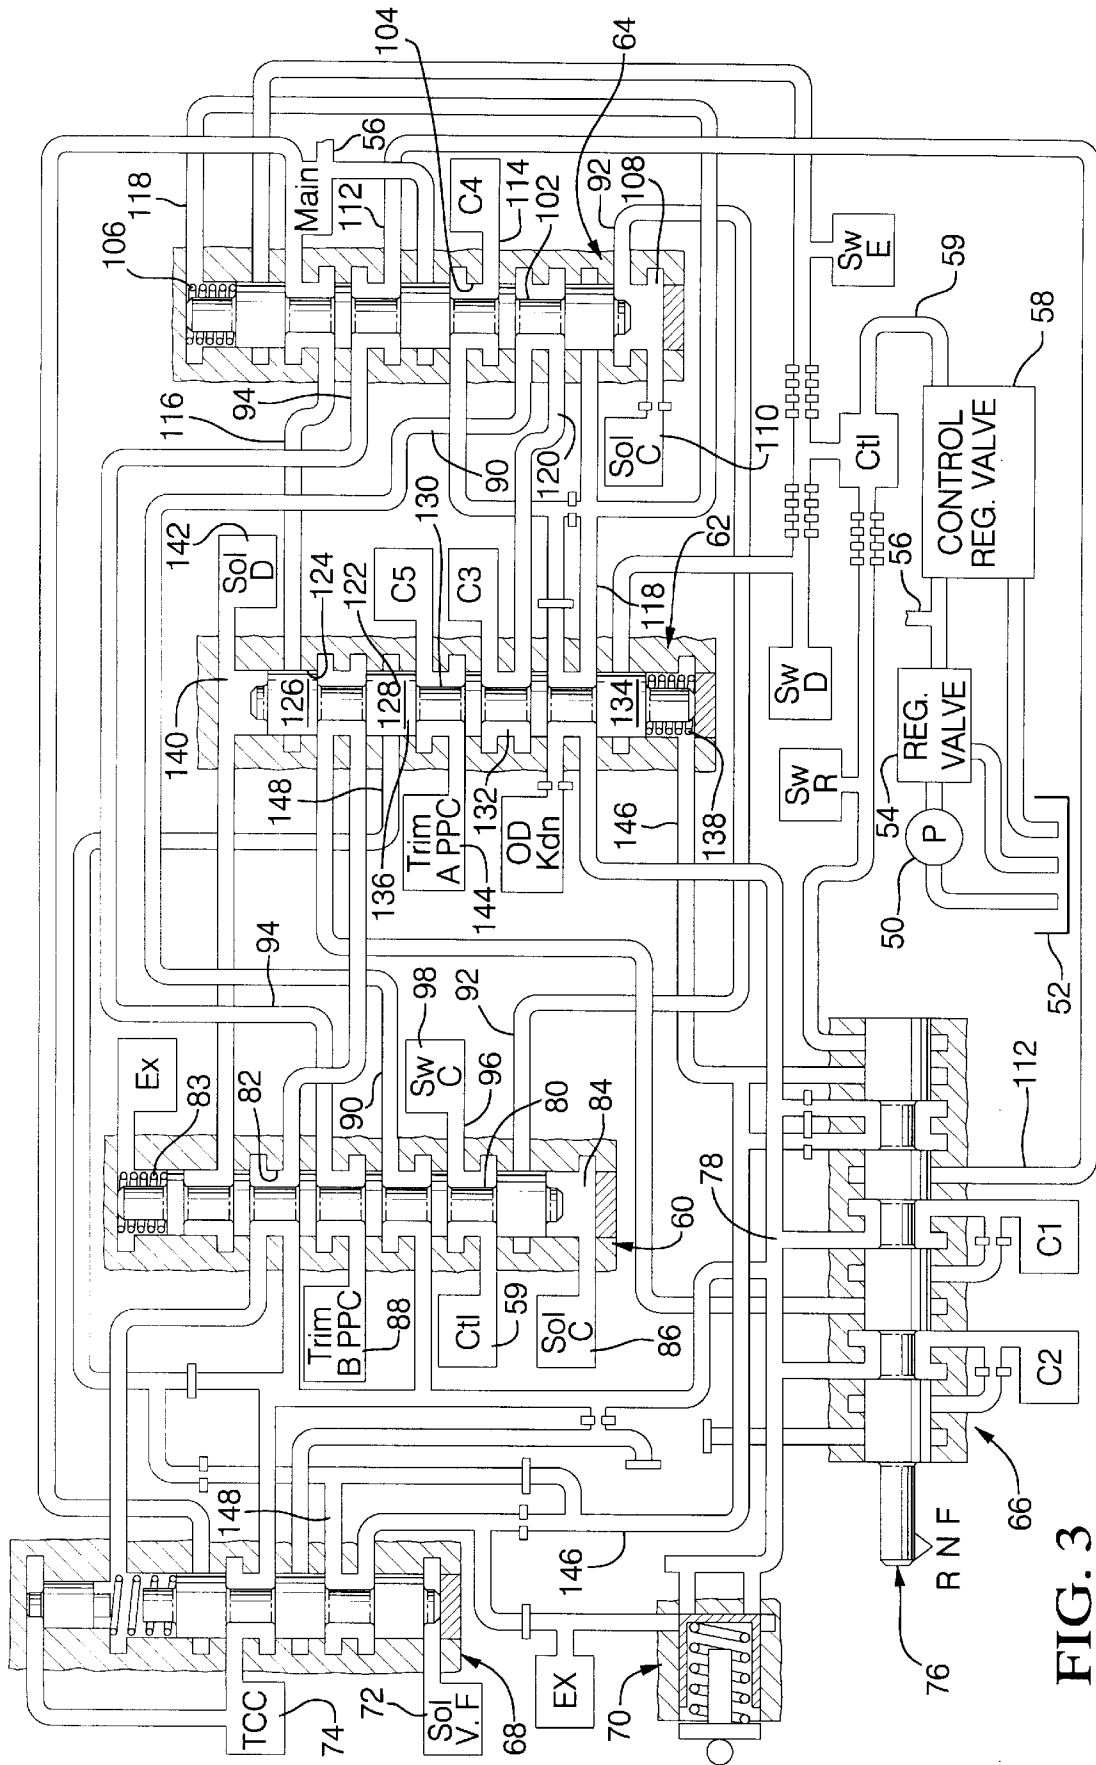 104
64
118
106
Main
56
112
C4
114
102
92
108
116
94
90
120
Sol
C
110
Sw
E
59
58
Ctl
CONTROL
REG. VALVE
142
Sol
D
124
122
C5
130
C3
62
118
56
140
126
128
134
Sw
D
REG.
VALVE
54
148
136
Trim
A PPC
144
132
OD
Kdn
146
138
Sw
R
P
50
52
94
Ex
83
82
90
98
Sw
C
96
92
80
84
112
60
78
C1
Trim
B PPC
88
Ctl
59
Sol
C
86
C2
66
148
146
76
R N F
TCC
74
72
Sol
V. F
68
EX
70
FIG. 3